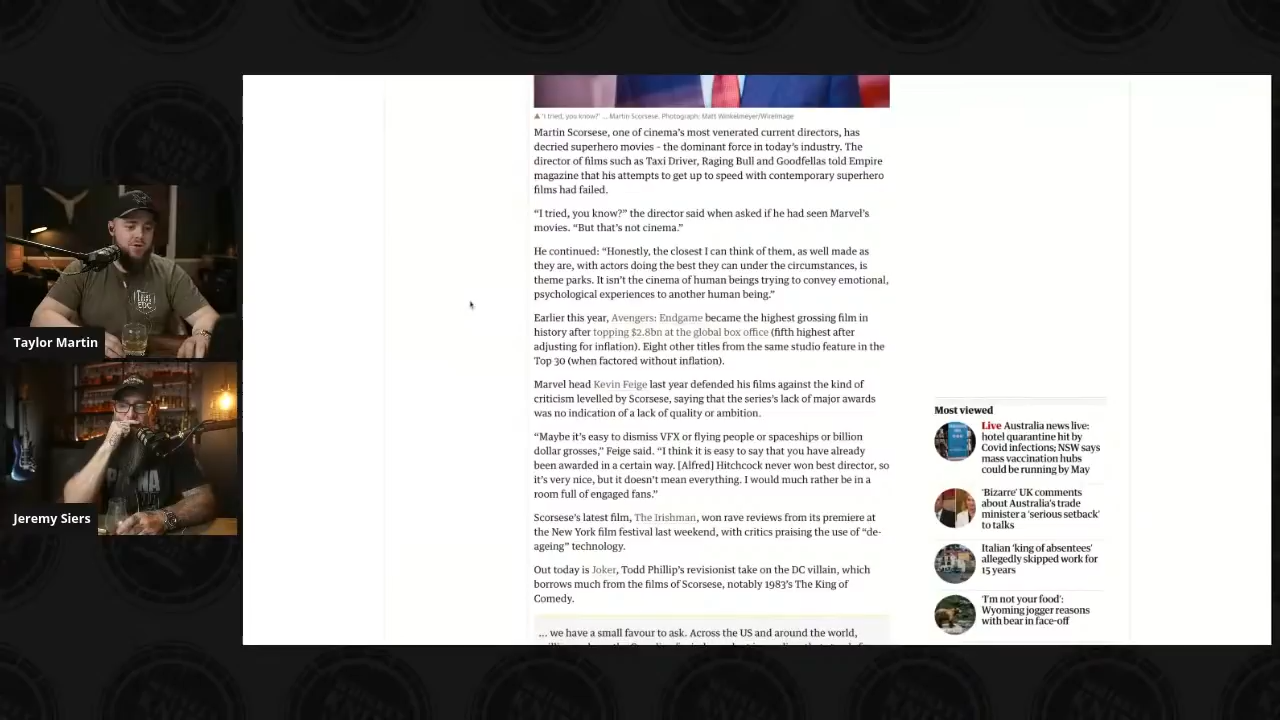 ▲ 'I tried, you know?' ... Martin Scorsese. Photograph: Matt Winkelmeyer/WireImage
Martin Scorsese, one of cinema's most venerated current directors, has
decried superhero movies – the dominant force in today's industry. The
director of films such as Taxi Driver, Raging Bull and Goodfellas told Empire
magazine that his attempts to get up to speed with contemporary superhero
films had failed.
"I tried, you know?" the director said when asked if he had seen Marvel's
movies. "But that's not cinema."
He continued: "Honestly, the closest I can think of them, as well made as
they are, with actors doing the best they can under the circumstances, is
theme parks. It isn't the cinema of human beings trying to convey emotional,
psychological experiences to another human being."
Earlier this year, Avengers: Endgame became the highest grossing film in
history after topping $2.8bn at the global box office (fifth highest after
adjusting for inflation). Eight other titles from the same studio feature in the
Top 30 (when factored without inflation).
Marvel head Kevin Feige last year defended his films against the kind of
criticism levelled by Scorsese, saying that the series's lack of major awards
was no indication of a lack of quality or ambition.
"Maybe it's easy to dismiss VFX or flying people or spaceships or billion
dollar grosses," Feige said. "I think it is easy to say that you have already
been awarded in a certain way. [Alfred] Hitchcock never won best director, so
it's very nice, but it doesn't mean everything. I would much rather be in a
room full of engaged fans."
Scorsese's latest film, The Irishman, won rave reviews from its premiere at
the New York film festival last weekend, with critics praising the use of "de-
ageing" technology.
Out today is Joker, Todd Phillip's revisionist take on the DC villain, which
borrows much from the films of Scorsese, notably 1983's The King of
Comedy.
... we have a small favour to ask. Across the US and around the world,
Most viewed
Live Australia news live:
hotel quarantine hit by
Covid infections; NSW says
mass vaccination hubs
could be running by May
'Bizarre' UK comments
about Australia's trade
minister a 'serious setback'
to talks
Italian 'king of absentees'
allegedly skipped work for
15 years
'I'm not your food':
Wyoming jogger reasons
with bear in face-off
EDC
Taylor Martin
Jeremy Siers